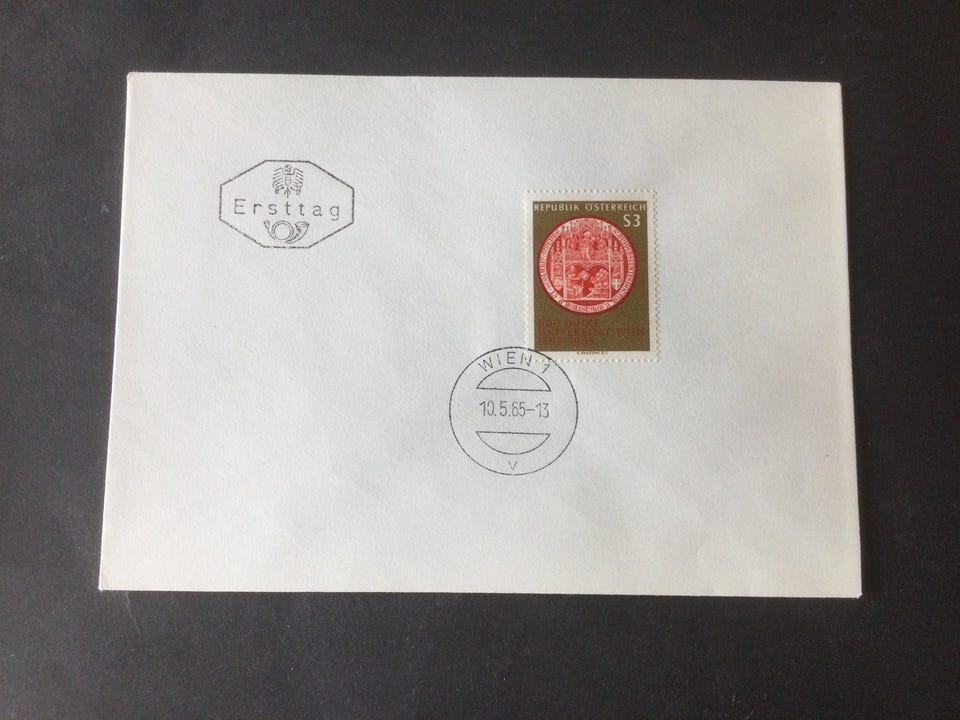 Ersttag
REPUBLIK ÖSTERREICH
S3
600 JAHRE
UNIVERSITÄT WIEN
1365-1965
WIEN 1
10.5.65-13
V